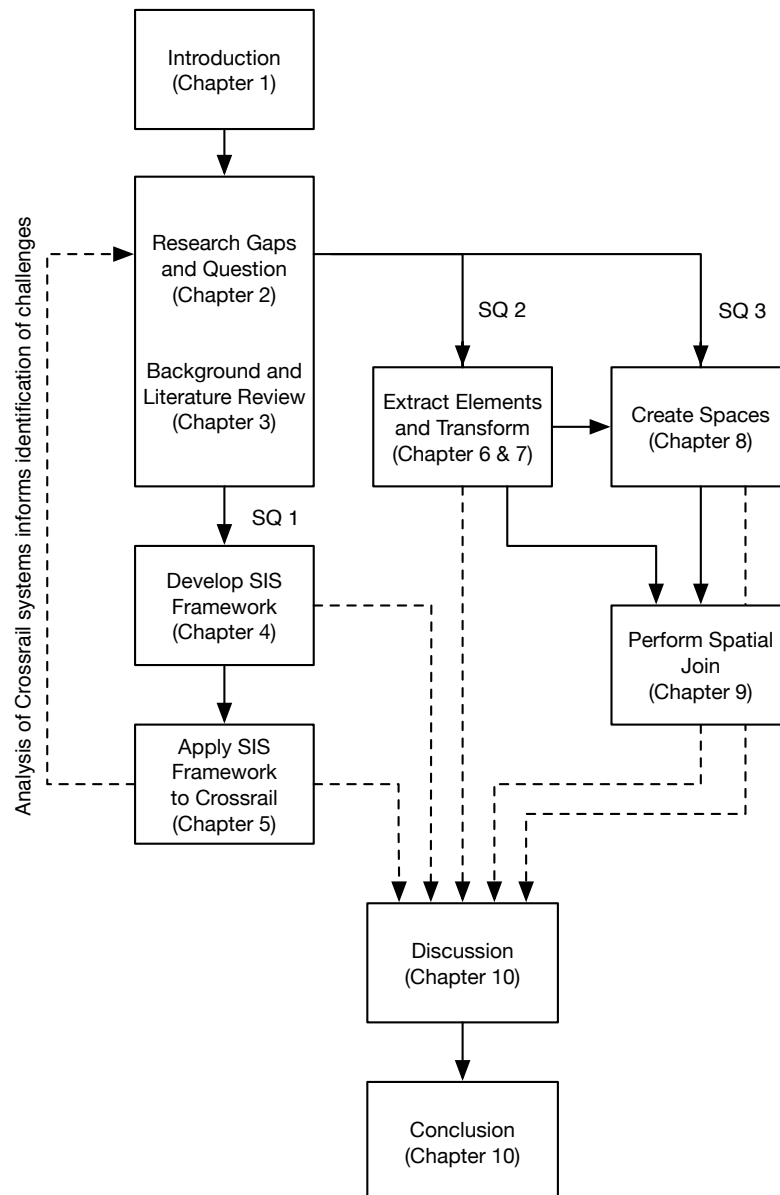 Introduction
(Chapter 1)
Analysis of Crossrail systems informs identification of challenges
Research Gaps
and Question
(Chapter 2)
Background and
Literature Review
(Chapter 3)
SQ 2
SQ 3
Extract Elements
and Transform
(Chapter 6 & 7)
Create Spaces
(Chapter 8)
SQ 1
Develop SIS
Framework
(Chapter 4)
Perform Spatial
Join
(Chapter 9)
Apply SIS
Framework
to Crossrail
(Chapter 5)
Discussion
(Chapter 10)
Conclusion
(Chapter 10)